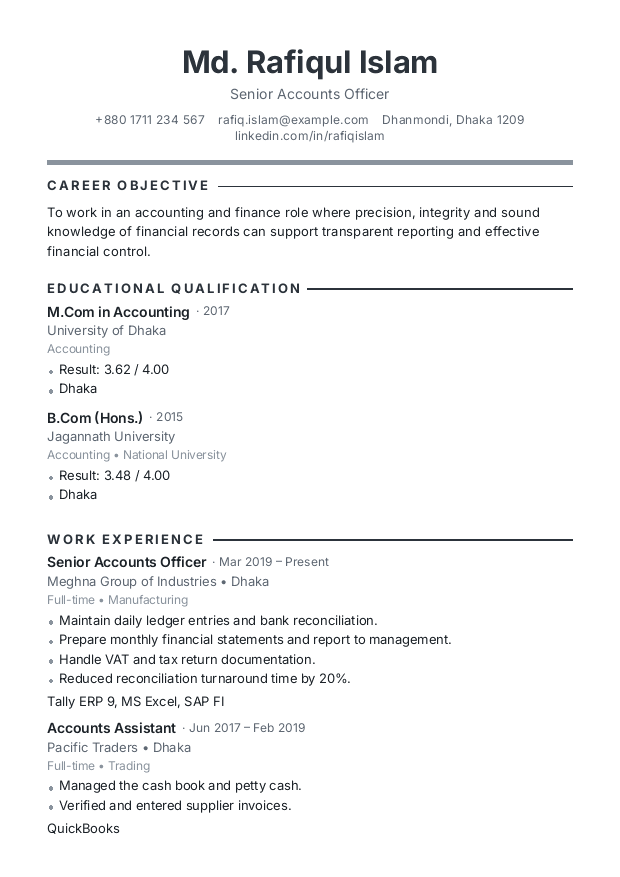 Md. Rafiqul Islam
Senior Accounts Officer
+880 1711 234 567 rafiq.islam@example.com Dhanmondi, Dhaka 1209
linkedin.com/in/rafiqislam
CAREER OBJECTIVE
To work in an accounting and finance role where precision, integrity and sound
knowledge of financial records can support transparent reporting and effective
financial control.
EDUCATIONAL QUALIFICATION
M.Com in Accounting · 2017
University of Dhaka
Accounting
• Result: 3.62 / 4.00
• Dhaka
B.Com (Hons.) · 2015
Jagannath University
Accounting • National University
• Result: 3.48 / 4.00
• Dhaka
WORK EXPERIENCE
Senior Accounts Officer · Mar 2019 – Present
Meghna Group of Industries • Dhaka
Full-time • Manufacturing
• Maintain daily ledger entries and bank reconciliation.
• Prepare monthly financial statements and report to management.
• Handle VAT and tax return documentation.
• Reduced reconciliation turnaround time by 20%.
Tally ERP 9, MS Excel, SAP FI
Accounts Assistant · Jun 2017 – Feb 2019
Pacific Traders • Dhaka
Full-time • Trading
• Managed the cash book and petty cash.
• Verified and entered supplier invoices.
QuickBooks